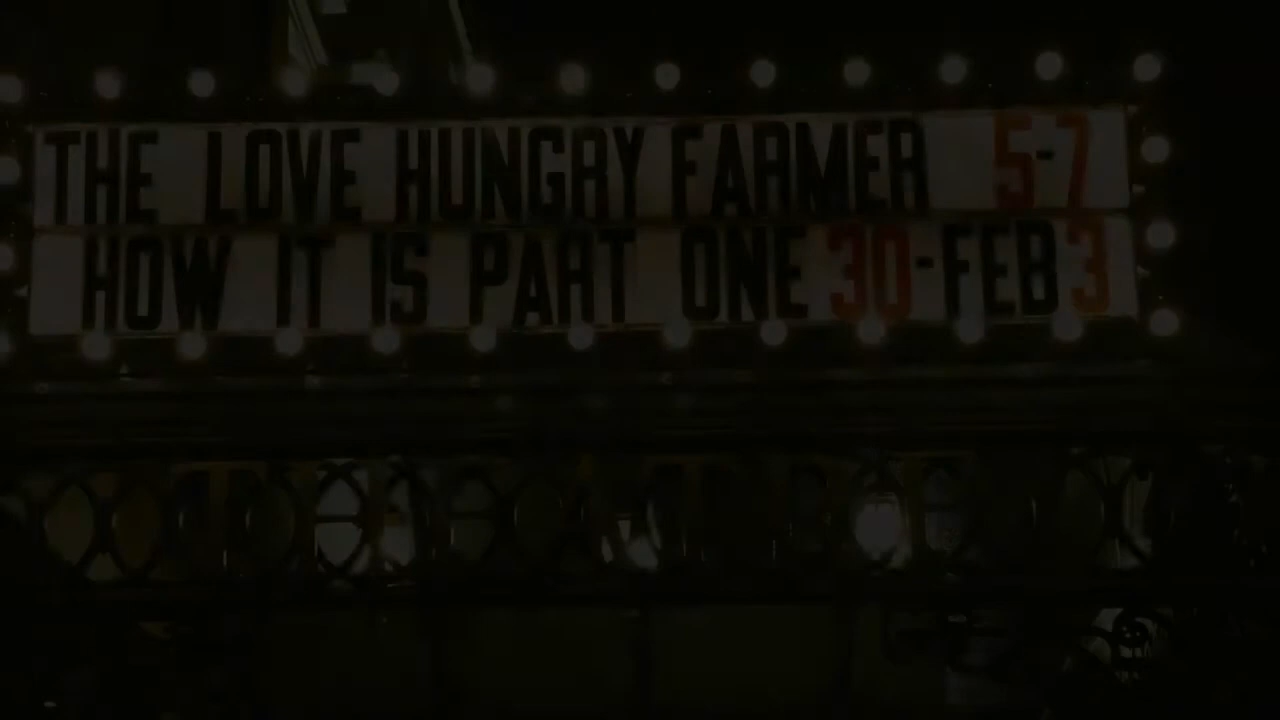 THE LOVE HUNGRY FARMER 5-7
HOW IT IS PART ONE 30-FEB 3